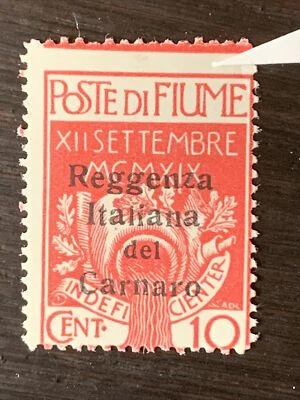 POSTE DI FIUME
XII SETTEMBRE
MCMXIX
Reggenza
Italiana
del
Carnaro
INDEFICIENTER
CENT· 10